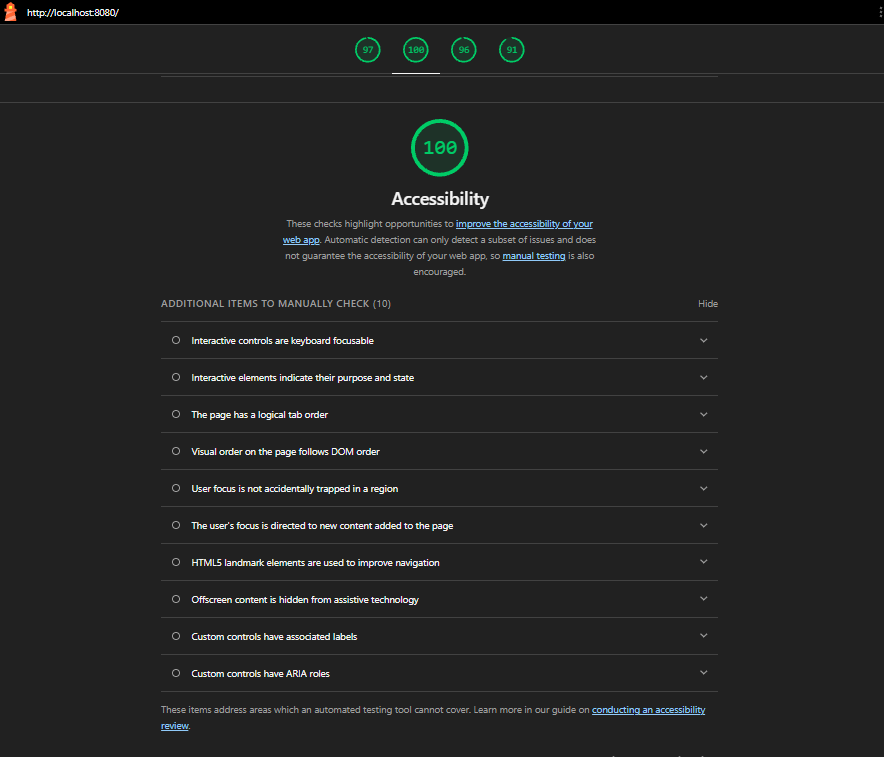 http://localhost:8080/
97 100 96 91
100
Accessibility
These checks highlight opportunities to improve the accessibility of your
web app. Automatic detection can only detect a subset of issues and does
not guarantee the accessibility of your web app, so manual testing is also
encouraged.
ADDITIONAL ITEMS TO MANUALLY CHECK (10) Hide
Interactive controls are keyboard focusable
Interactive elements indicate their purpose and state
The page has a logical tab order
Visual order on the page follows DOM order
User focus is not accidentally trapped in a region
The user's focus is directed to new content added to the page
HTML5 landmark elements are used to improve navigation
Offscreen content is hidden from assistive technology
Custom controls have associated labels
Custom controls have ARIA roles
These items address areas which an automated testing tool cannot cover. Learn more in our guide on conducting an accessibility
review.